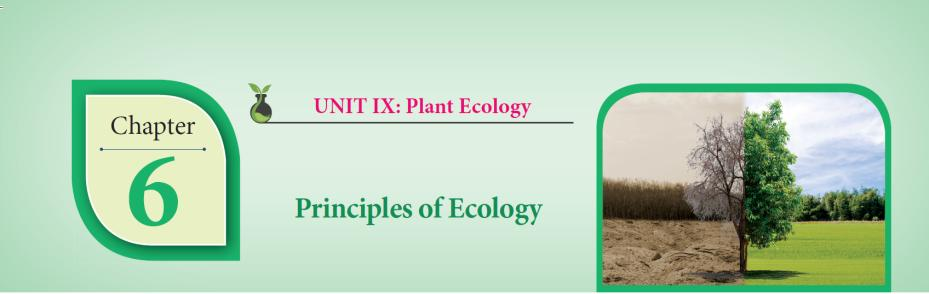 Chapter
6
UNIT IX: Plant Ecology
Principles of Ecology